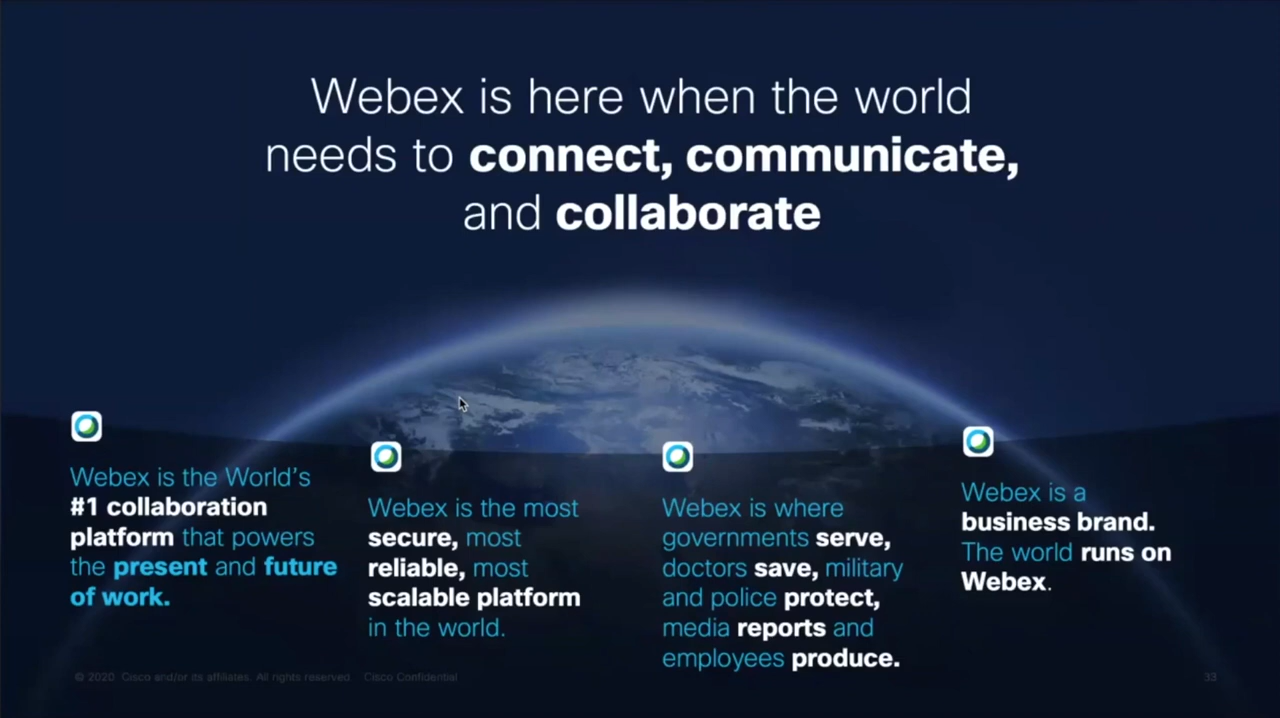 Webex is here when the world
needs to connect, communicate,
and collaborate
Webex is the World's
#1 collaboration
platform that powers
the present and future
of work.
Webex is the most
secure, most
reliable, most
scalable platform
in the world.
Webex is where
governments serve,
doctors save, military
and police protect,
media reports and
employees produce.
Webex is a
business brand.
The world runs on
Webex.
© 2020 Cisco and/or its affiliates. All rights reserved. Cisco Confidential
33